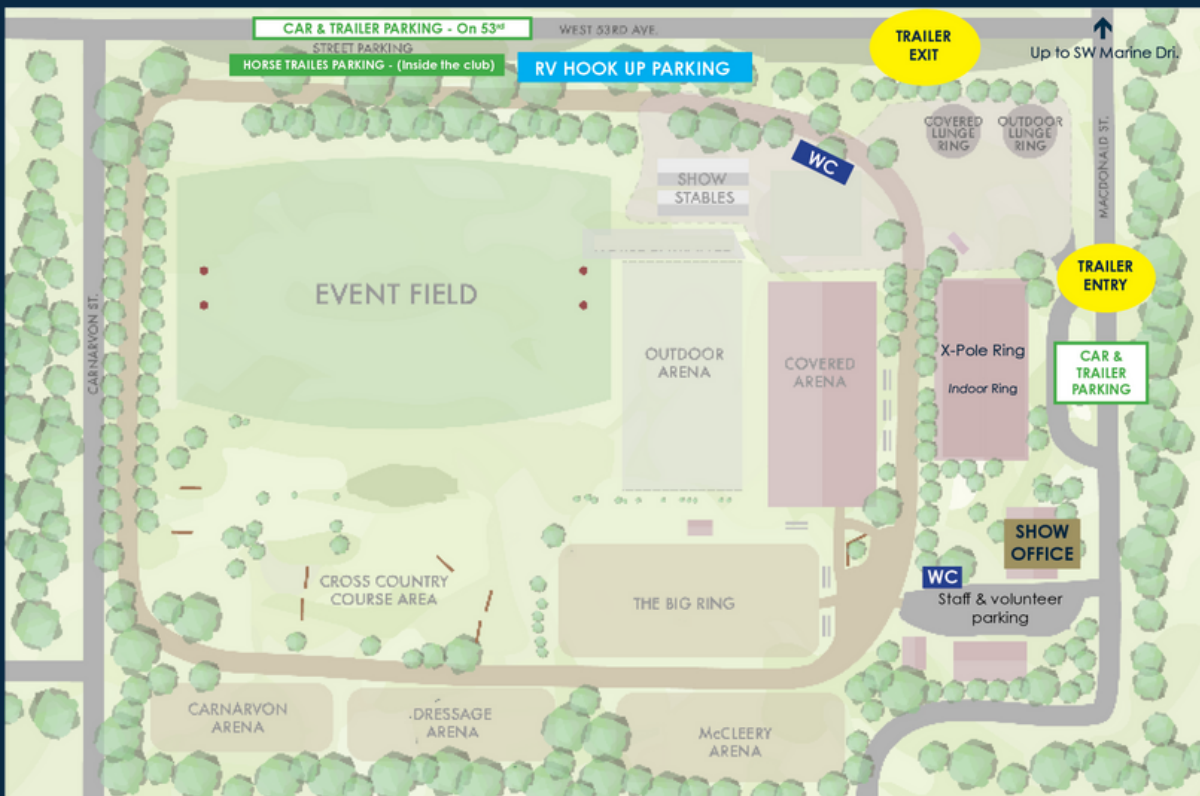 CAR & TRAILER PARKING - On 53rd
WEST 53RD AVE.
STREET PARKING
HORSE TRAILES PARKING - (Inside the club)
RV HOOK UP PARKING
TRAILER
EXIT
Up to SW Marine Dri.
COVERED
LUNGE
RING
OUTDOOR
LUNGE
RING
MACDONALD ST.
WC
SHOW
STABLES
TRAILER
ENTRY
EVENT FIELD
CARNARVON ST.
OUTDOOR
ARENA
COVERED
ARENA
X-Pole Ring
Indoor Ring
CAR &
TRAILER
PARKING
SHOW
OFFICE
WC
Staff & volunteer
parking
CROSS COUNTRY
COURSE AREA
THE BIG RING
CARNARVON
ARENA
.DRESSAGE
ARENA
McCLEERY
ARENA